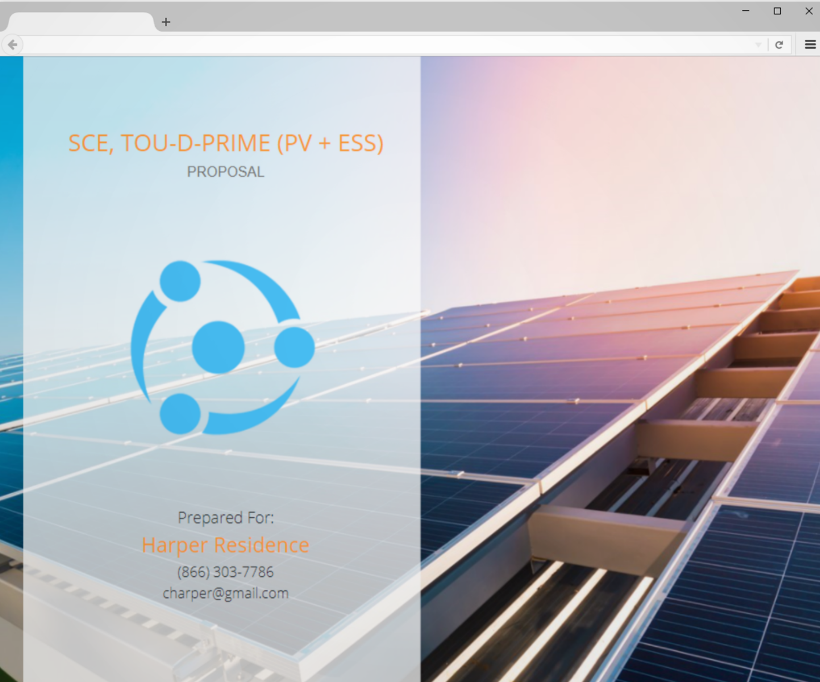 SCE, TOU-D-PRIME (PV + ESS)
PROPOSAL
Prepared For:
Harper Residence
(866) 303-7786
charper@gmail.com